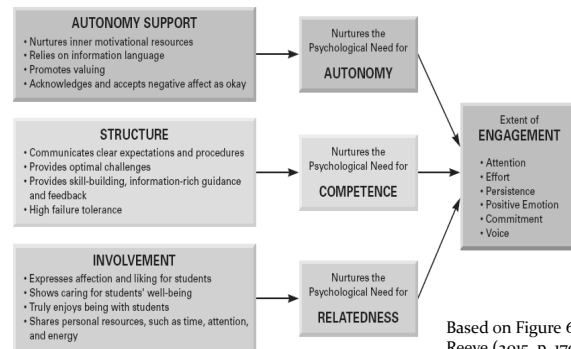 AUTONOMY SUPPORT
• Nurtures inner motivational resources
• Relies on information language
• Promotes valuing
• Acknowledges and accepts negative affect as okay
Nurtures the
Psychological Need for
AUTONOMY
STRUCTURE
• Communicates clear expectations and procedures
• Provides optimal challenges
• Provides skill-building, information-rich guidance
and feedback
• High failure tolerance
Nurtures the
Psychological Need for
COMPETENCE
INVOLVEMENT
• Expresses affection and liking for students
• Shows caring for students' well-being
• Truly enjoys being with students
• Shares personal resources, such as time, attention,
and energy
Nurtures the
Psychological Need for
RELATEDNESS
Extent of
ENGAGEMENT
• Attention
• Effort
• Persistence
• Positive Emotion
• Commitment
• Voice
Based on Figure 6
Reeve (2015, p.